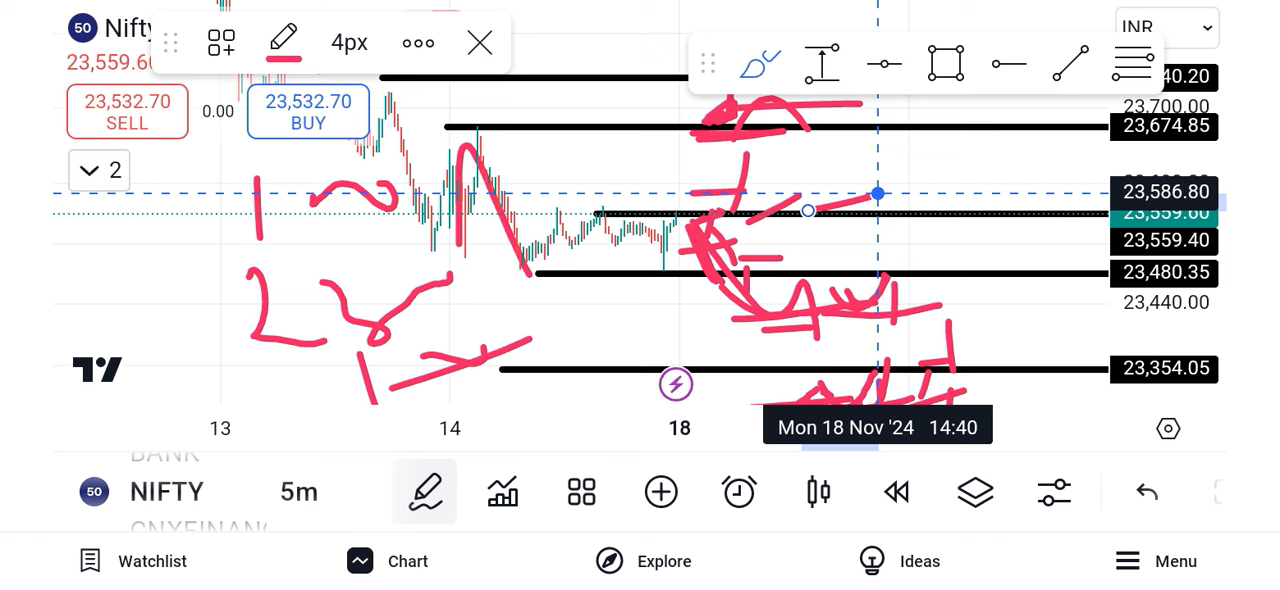 50 Nifty
4px
INR
23,559.60
23,532.70 SELL
0.00
23,532.70 BUY
2
40.20
23,700.00
23,674.85
23,586.80
23,559.60
23,559.40
23,480.35
23,440.00
23,354.05
13 14 18
Mon 18 Nov '24 14:40
BANK
50 NIFTY 5m
Watchlist Chart Explore Ideas Menu